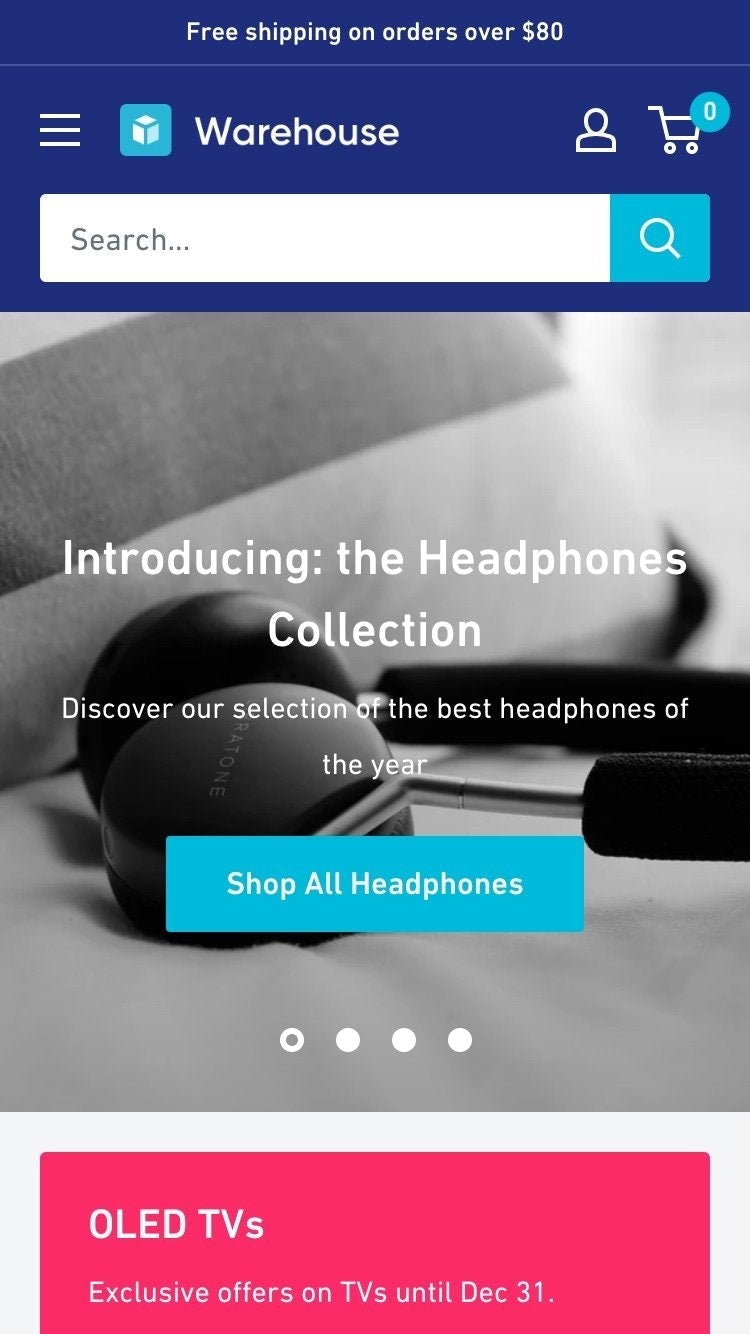 Free shipping on orders over $80
Warehouse
0
Search...
Introducing: the Headphones
Collection
Discover our selection of the best headphones of
the year
RATONE
Shop All Headphones
OLED TVs
Exclusive offers on TVs until Dec 31.